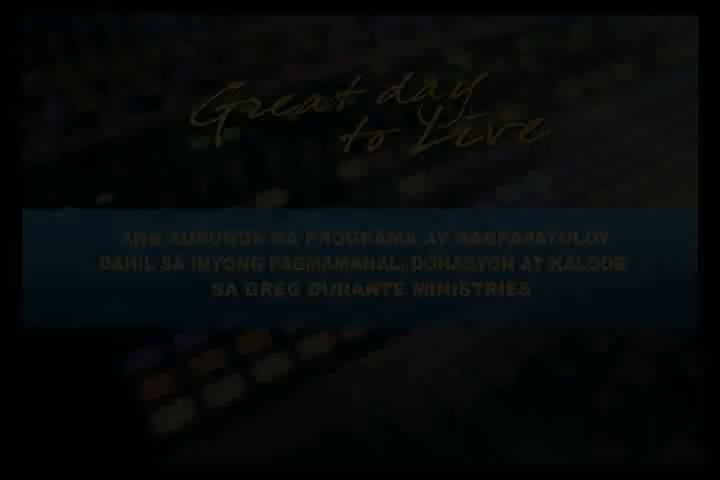 Great day
to Live
ANG SUSUNOD NA PROGRAMA AY NAGPAPATULOY
DAHIL SA INYONG PAGMAMAHAL, DONASYON AT KALOOB
SA GREG DURANTE MINISTRIES